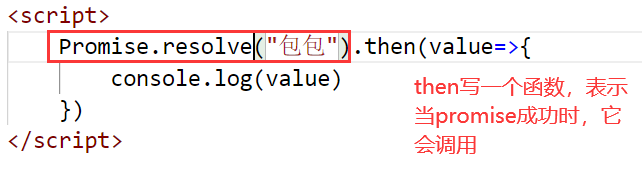 <script>
Promise.resolve("包包").then(value=>{
console.log(value)
})
</script>
then写一个函数，表示
当promise成功时，它
会调用